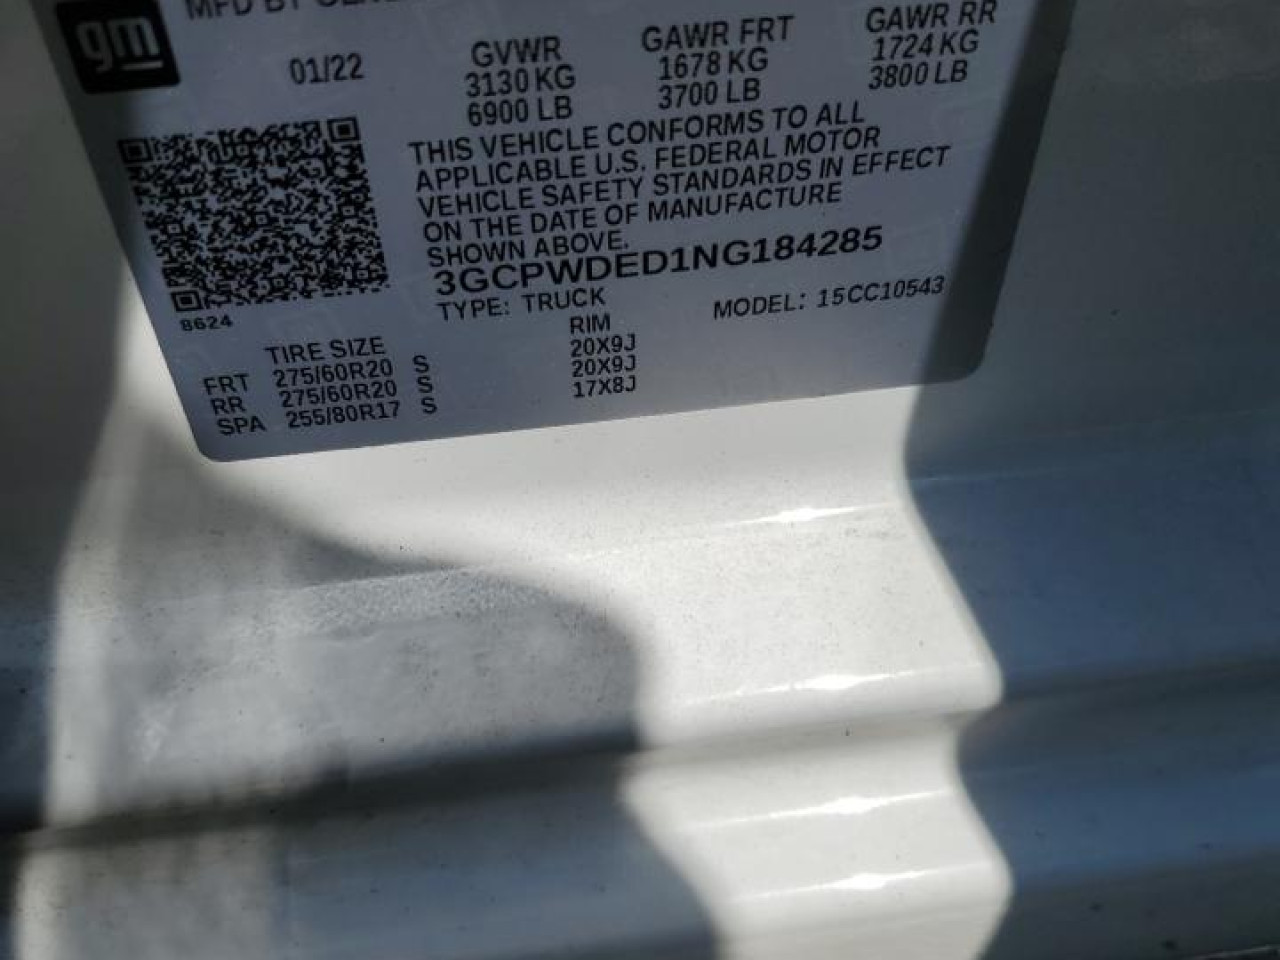 gm
MFD BY
01/22
GVWR
3130 KG
6900 LB
GAWR FRT
1678 KG
3700 LB
GAWR RR
1724 KG
3800 LB
THIS VEHICLE CONFORMS TO ALL
APPLICABLE U.S. FEDERAL MOTOR
VEHICLE SAFETY STANDARDS IN EFFECT
ON THE DATE OF MANUFACTURE
SHOWN ABOVE.
3GCPWDED1NG184285
TYPE: TRUCK
MODEL: 15CC10543
8624
TIRE SIZE RIM
FRT 275/60R20 S 20X9J
RR 275/60R20 S 20X9J
SPA 255/80R17 S 17X8J